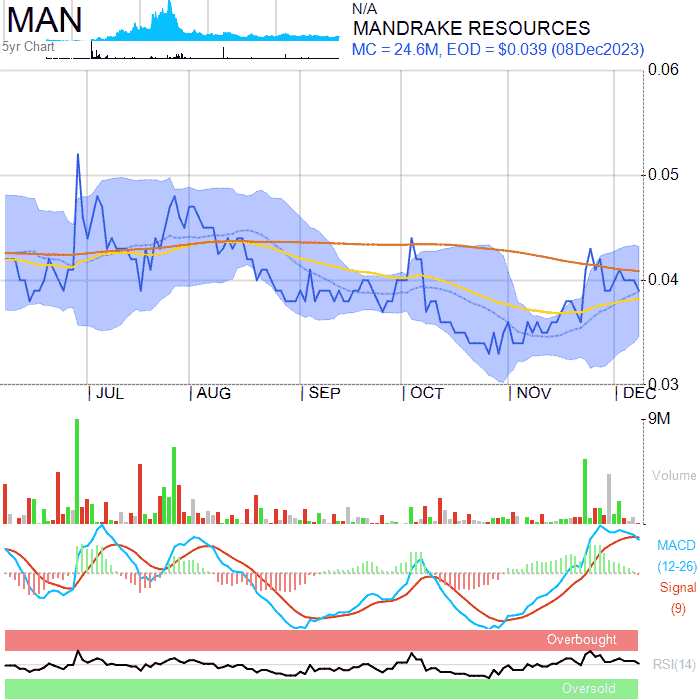 MAN
5yr Chart
N/A
MANDRAKE RESOURCES
MC = 24.6M, EOD = $0.039 (08Dec2023)
0.06
0.05
0.04
0.03
JUL AUG SEP OCT NOV DEC
9M
Volume
MACD
(12-26)
Signal
(9)
Overbought
RSI(14)
Oversold